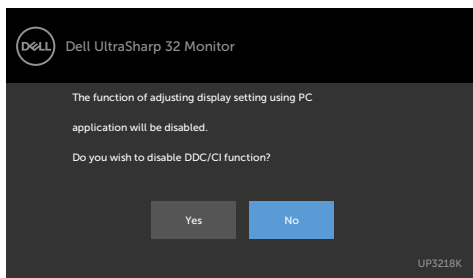 DELL
Dell UltraSharp 32 Monitor
The function of adjusting display setting using PC
application will be disabled.
Do you wish to disable DDC/CI function?
Yes
No
UP3218K